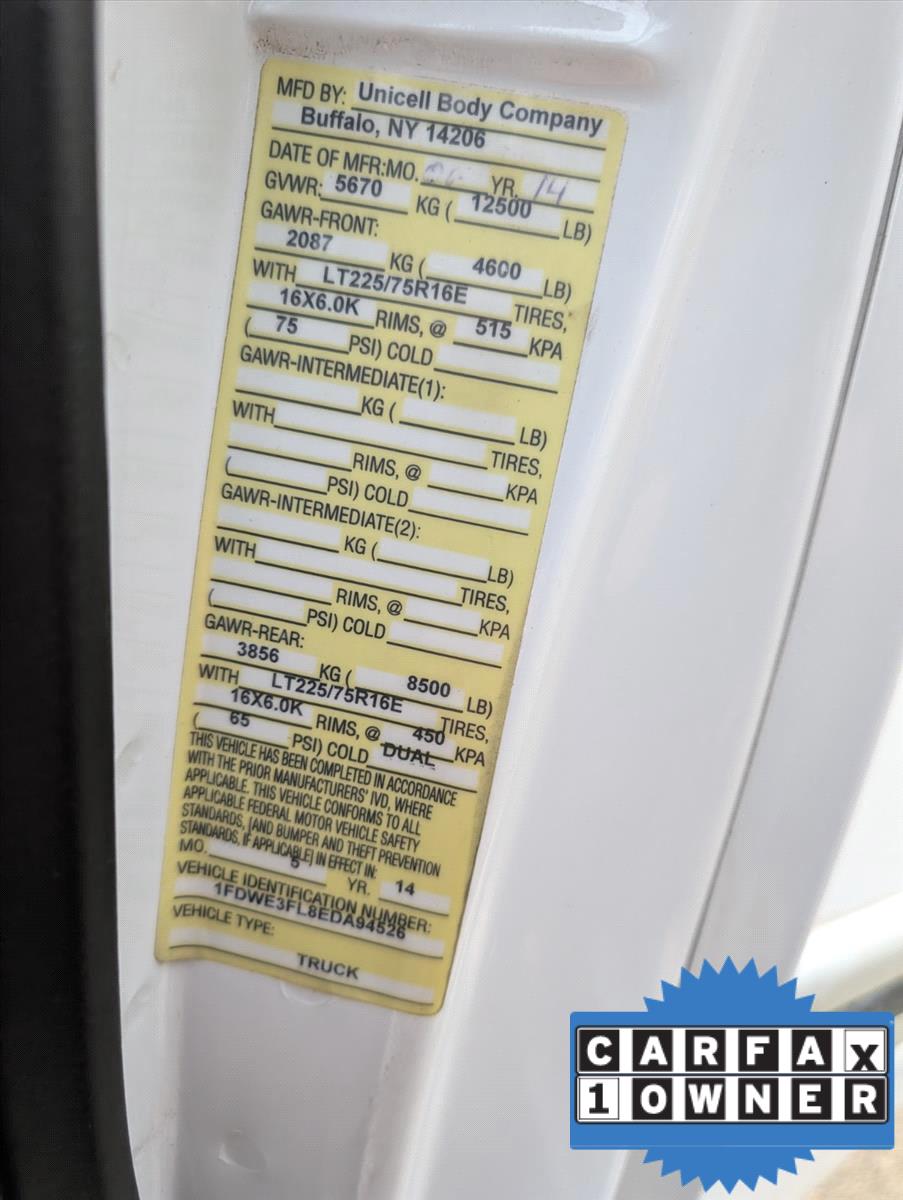 MFD BY: Unicell Body Company
Buffalo, NY 14206
DATE OF MFR:MO. YR. 14
GVWR: 5670 KG ( 12500 LB)
GAWR-FRONT:
2087 KG ( 4600 LB)
WITH LT225/75R16E TIRES,
16X6.0K RIMS, @ 515 KPA
( 75 PSI) COLD
GAWR-INTERMEDIATE(1):
KG ( LB)
WITH TIRES,
RIMS, @ KPA
( PSI) COLD
GAWR-INTERMEDIATE(2):
KG ( LB)
WITH TIRES,
RIMS, @ KPA
( PSI) COLD
GAWR-REAR:
3856 KG ( 8500 LB)
WITH LT225/75R16E TIRES,
16X6.0K RIMS, @ 450 KPA
( 65 PSI) COLD DUAL
THIS VEHICLE HAS BEEN COMPLETED IN ACCORDANCE
WITH THE PRIOR MANUFACTURERS' IVD, WHERE
APPLICABLE. THIS VEHICLE CONFORMS TO ALL
APPLICABLE FEDERAL MOTOR VEHICLE SAFETY
STANDARDS, [AND BUMPER AND THEFT PREVENTION
STANDARDS, IF APPLICABLE] IN EFFECT IN:
MO. 5 YR. 14
VEHICLE IDENTIFICATION NUMBER:
1FDWE3FL8EDA94526
VEHICLE TYPE:
TRUCK
CARFAX
1 OWNER